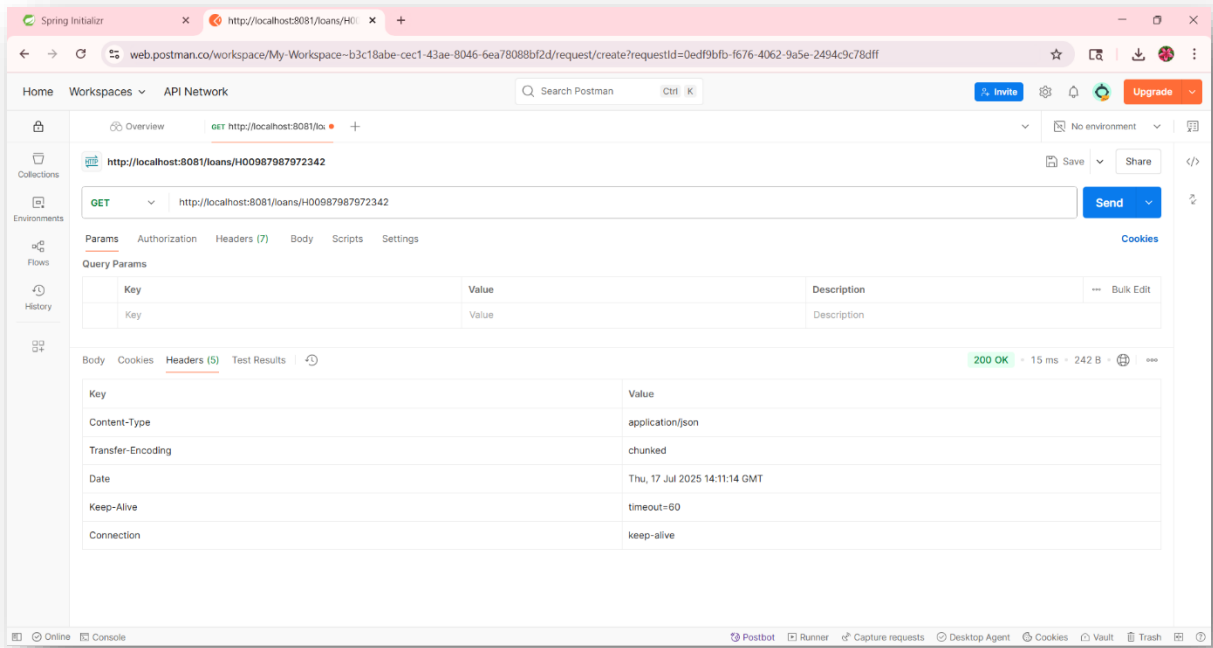 Spring Initializr
http://localhost:8081/loans/H0
web.postman.co/workspace/My-Workspace~b3c18abe-cec1-43ae-8046-6ea78088bf2d/request/create?requestId=0edf9bfb-f676-4062-9a5e-2494c9c78dff
Home Workspaces API Network Search Postman Ctrl K Invite Upgrade
Overview GET http://localhost:8081/lo No environment
HTTP http://localhost:8081/loans/H00987987972342 Save Share
Collections
GET http://localhost:8081/loans/H00987987972342 Send
Environments
Params Authorization Headers (7) Body Scripts Settings Cookies
Flows
Query Params
Key Value Description Bulk Edit
History
Key Value Description
Body Cookies Headers (5) Test Results 200 OK 15 ms 242 B
Key Value
Content-Type application/json
Transfer-Encoding chunked
Date Thu, 17 Jul 2025 14:11:14 GMT
Keep-Alive timeout=60
Connection keep-alive
Online Console Postbot Runner Capture requests Desktop Agent Cookies Vault Trash